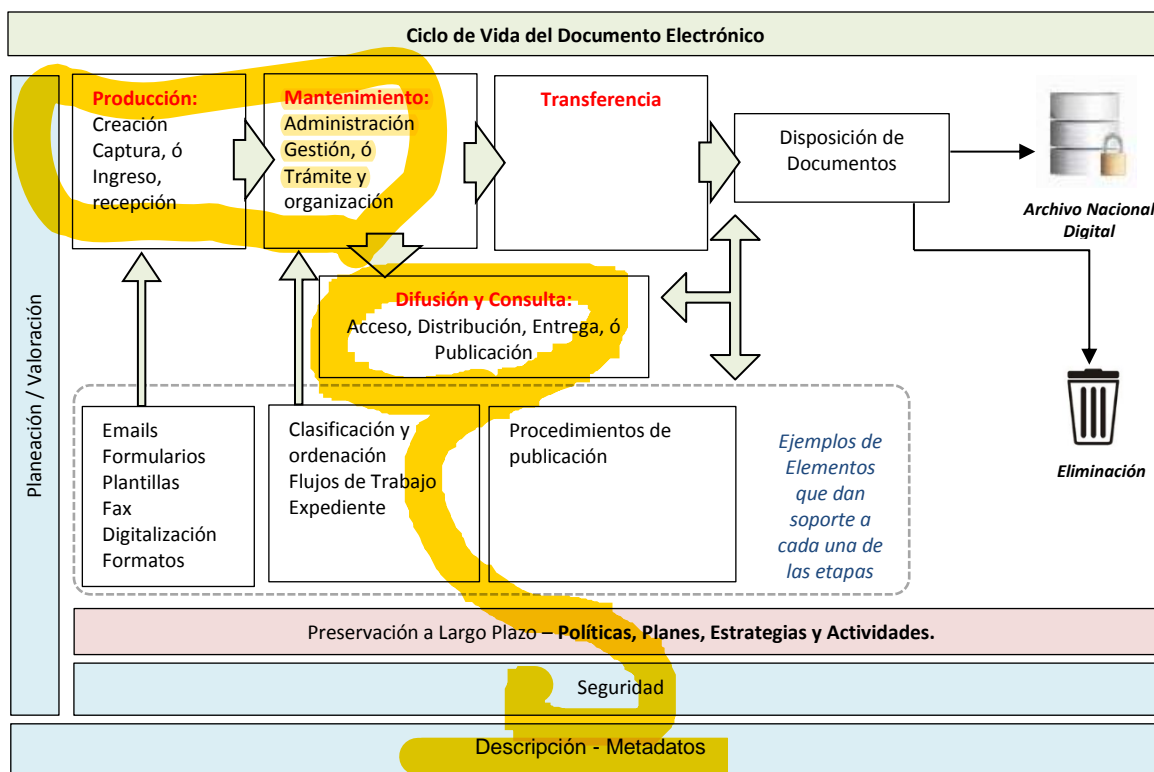 Ciclo de Vida del Documento Electrónico
Planeación / Valoración
Producción:
Creación
Captura, ó
Ingreso,
recepción
Mantenimiento:
Administración
Gestión, ó
Trámite y
organización
Transferencia
Disposición de
Documentos
Archivo Nacional
Digital
Difusión y Consulta:
Acceso, Distribución, Entrega, ó
Publicación
Emails
Formularios
Plantillas
Fax
Digitalización
Formatos
Clasificación y
ordenación
Flujos de Trabajo
Expediente
Procedimientos de
publicación
Ejemplos de
Elementos
que dan
soporte a
cada una de
las etapas
Eliminación
Preservación a Largo Plazo – Políticas, Planes, Estrategias y Actividades.
Seguridad
Descripción - Metadatos